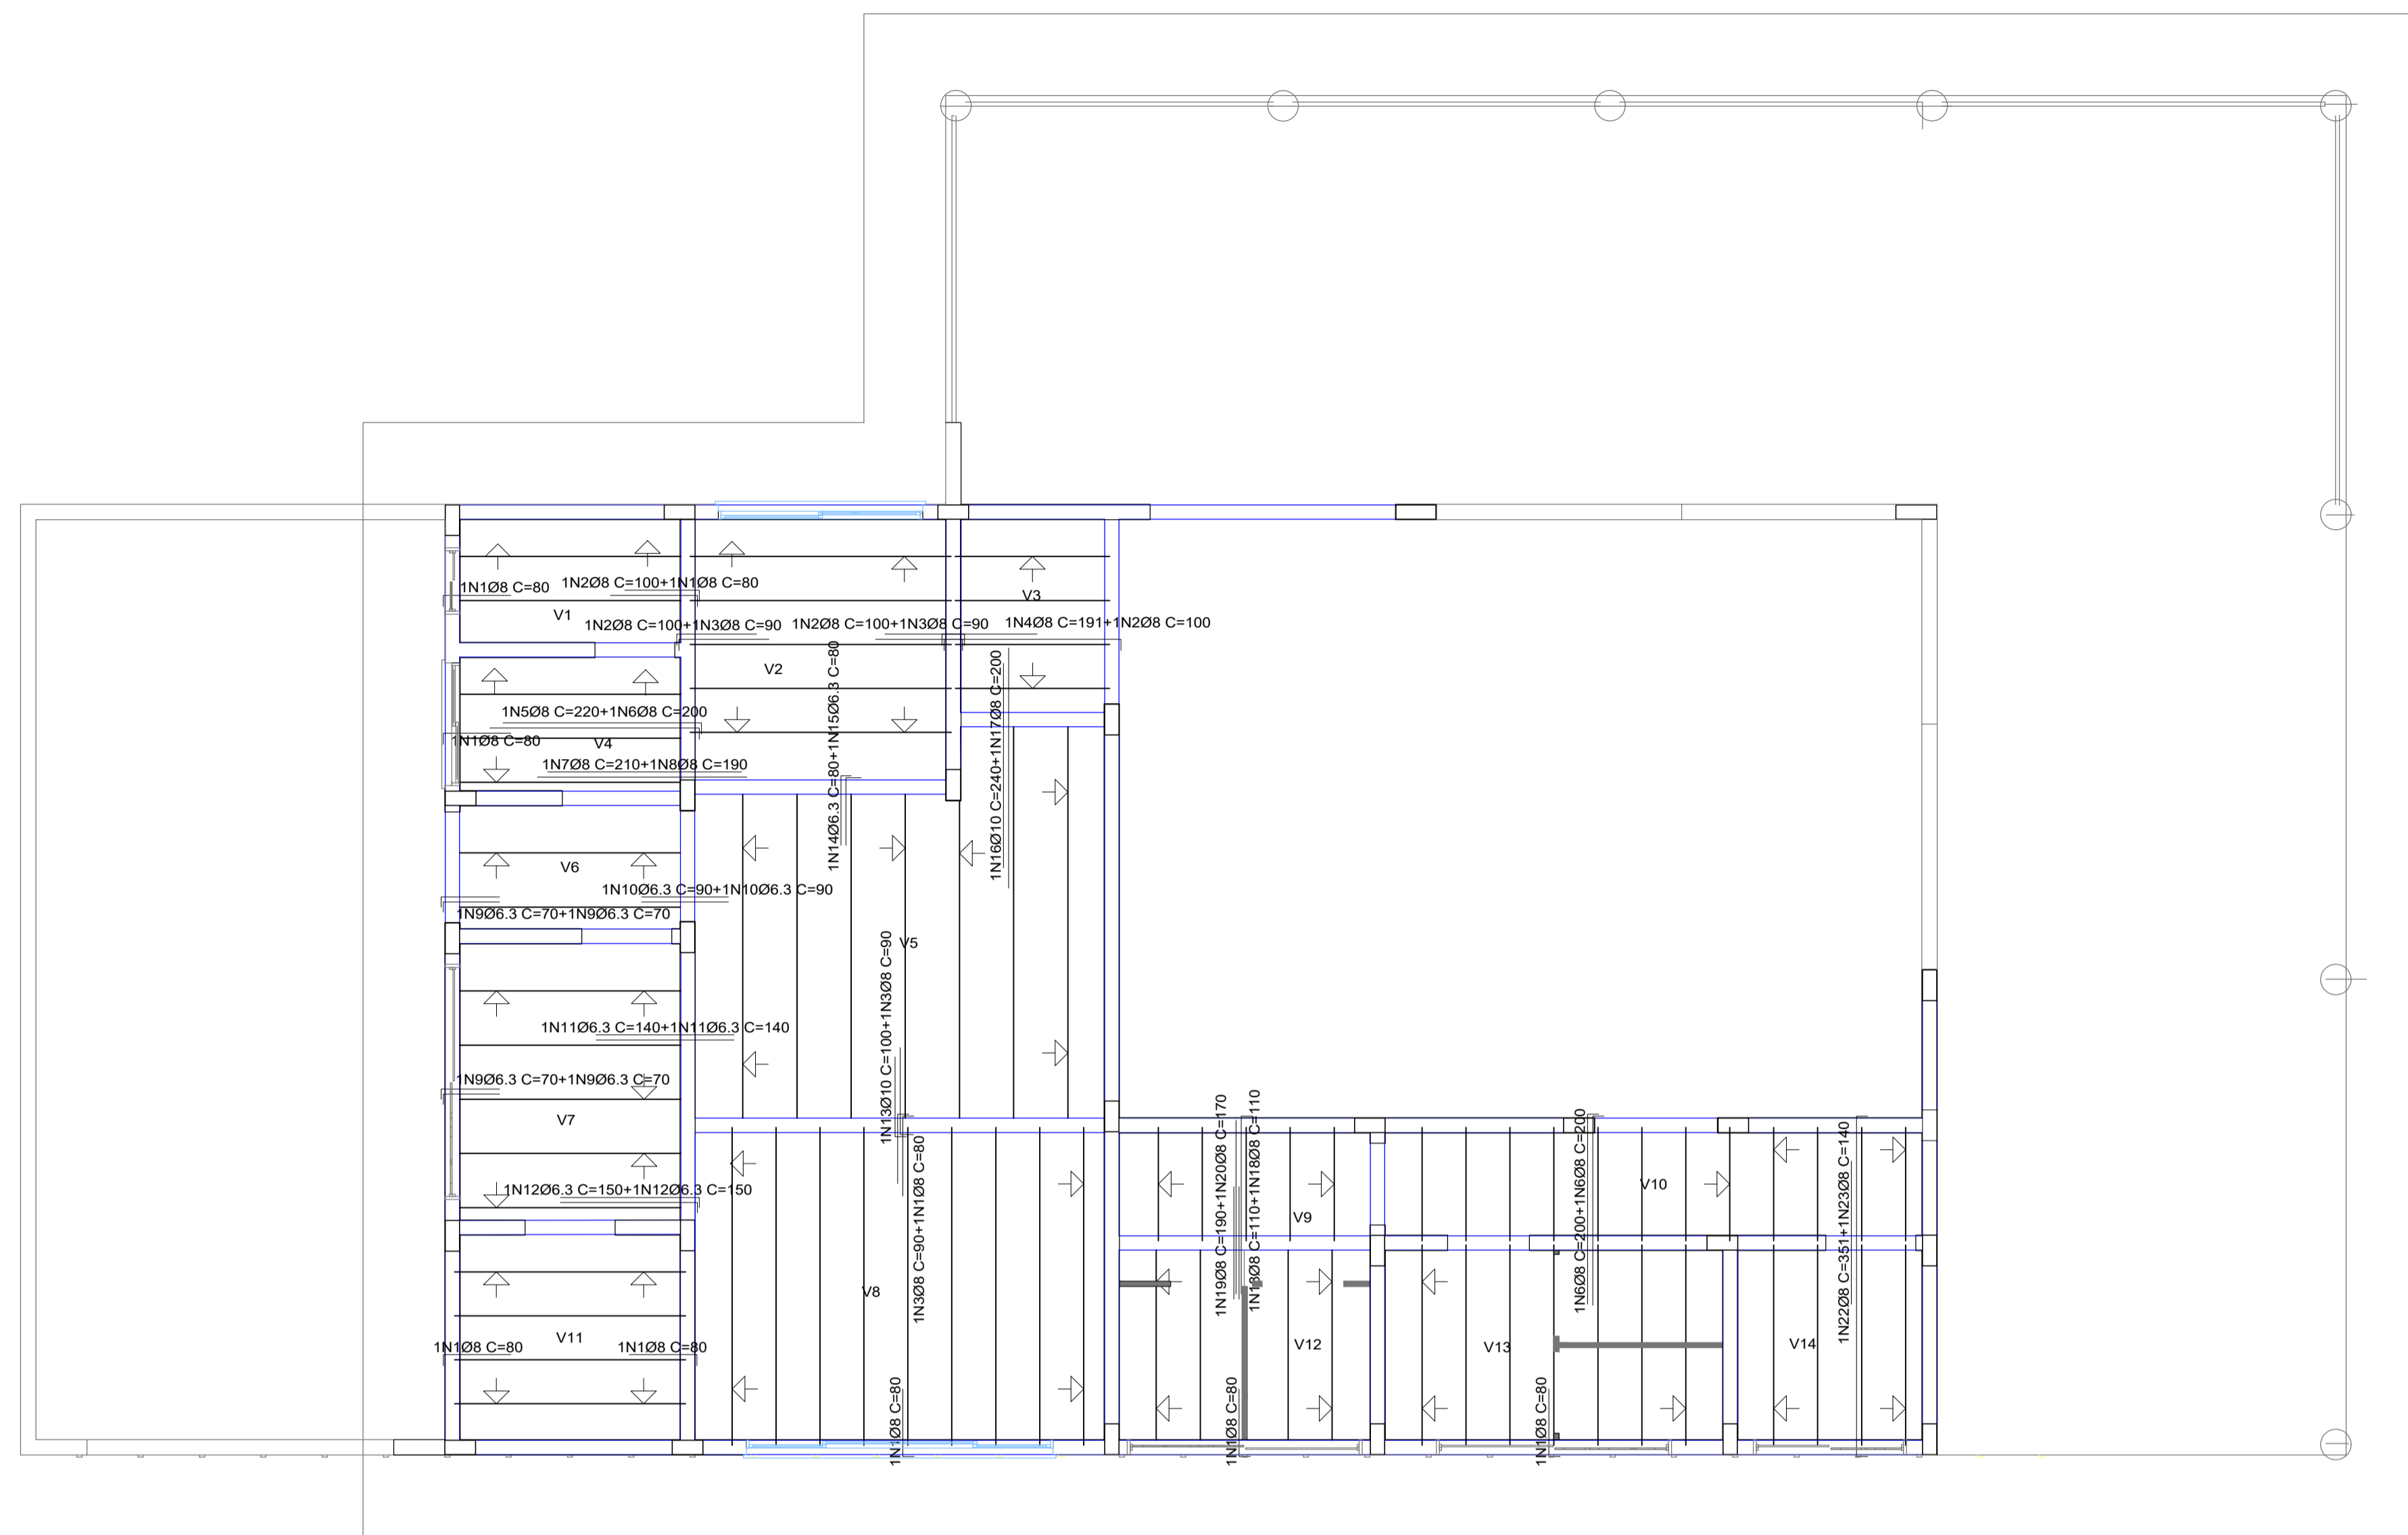 1N1Ø8 C=80
1N2Ø8 C=100+1N1Ø8 C=80
V1
V3
1N2Ø8 C=100+1N3Ø8 C=90
1N2Ø8 C=100+1N3Ø8 C=90
1N4Ø8 C=191+1N2Ø8 C=100
V2
1N14Ø6.3 C=80+1N15Ø6.3 C=80
1N16Ø10 C=240+1N17Ø8 C=200
1N5Ø8 C=220+1N6Ø8 C=200
1N1Ø8 C=80
V4
1N7Ø8 C=210+1N8Ø8 C=190
V6
1N10Ø6.3 C=90+1N10Ø6.3 C=90
1N9Ø6.3 C=70+1N9Ø6.3 C=70
V5
1N13Ø10 C=100+1N3Ø8 C=90
1N11Ø6.3 C=140+1N11Ø6.3 C=140
1N9Ø6.3 C=70+1N9Ø6.3 C=70
V7
1N12Ø6.3 C=150+1N12Ø6.3 C=150
1N3Ø8 C=90+1N1Ø8 C=80
1N19Ø8 C=190+1N20Ø8 C=170
1N18Ø8 C=110+1N18Ø8 C=110
1N6Ø8 C=200+1N6Ø8 C=200
1N22Ø8 C=351+1N23Ø8 C=140
V10
V9
V8
V11
1N1Ø8 C=80
1N1Ø8 C=80
V12
V13
V14
1N1Ø8 C=80
1N1Ø8 C=80
1N1Ø8 C=80